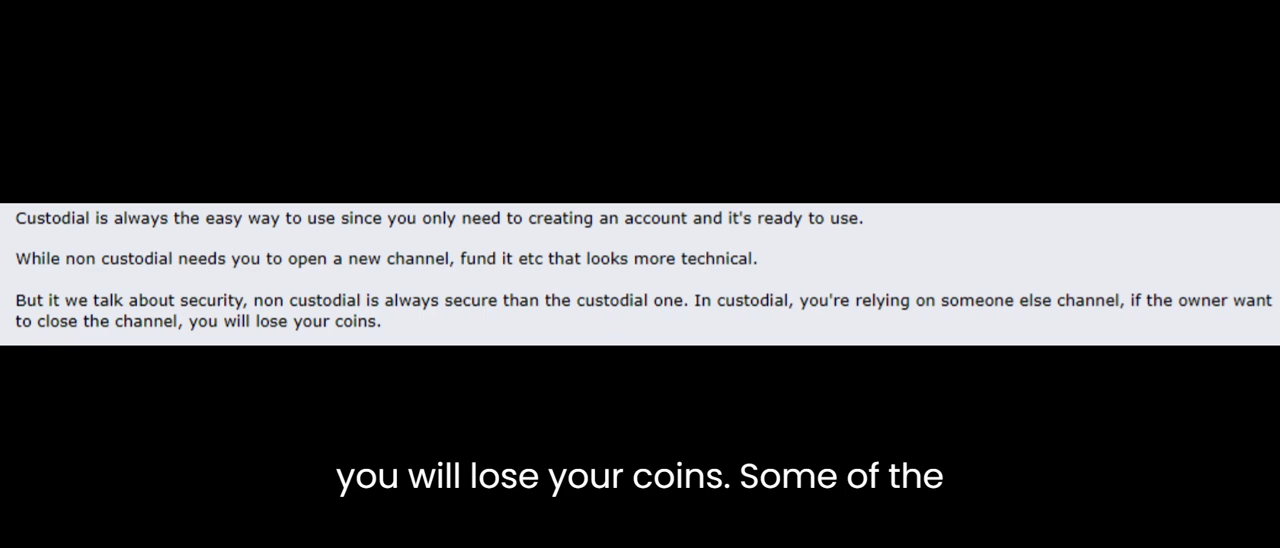 Custodial is always the easy way to use since you only need to creating an account and it's ready to use.
While non custodial needs you to open a new channel, fund it etc that looks more technical.
But it we talk about security, non custodial is always secure than the custodial one. In custodial, you're relying on someone else channel, if the owner want
to close the channel, you will lose your coins.
you will lose your coins. Some of the